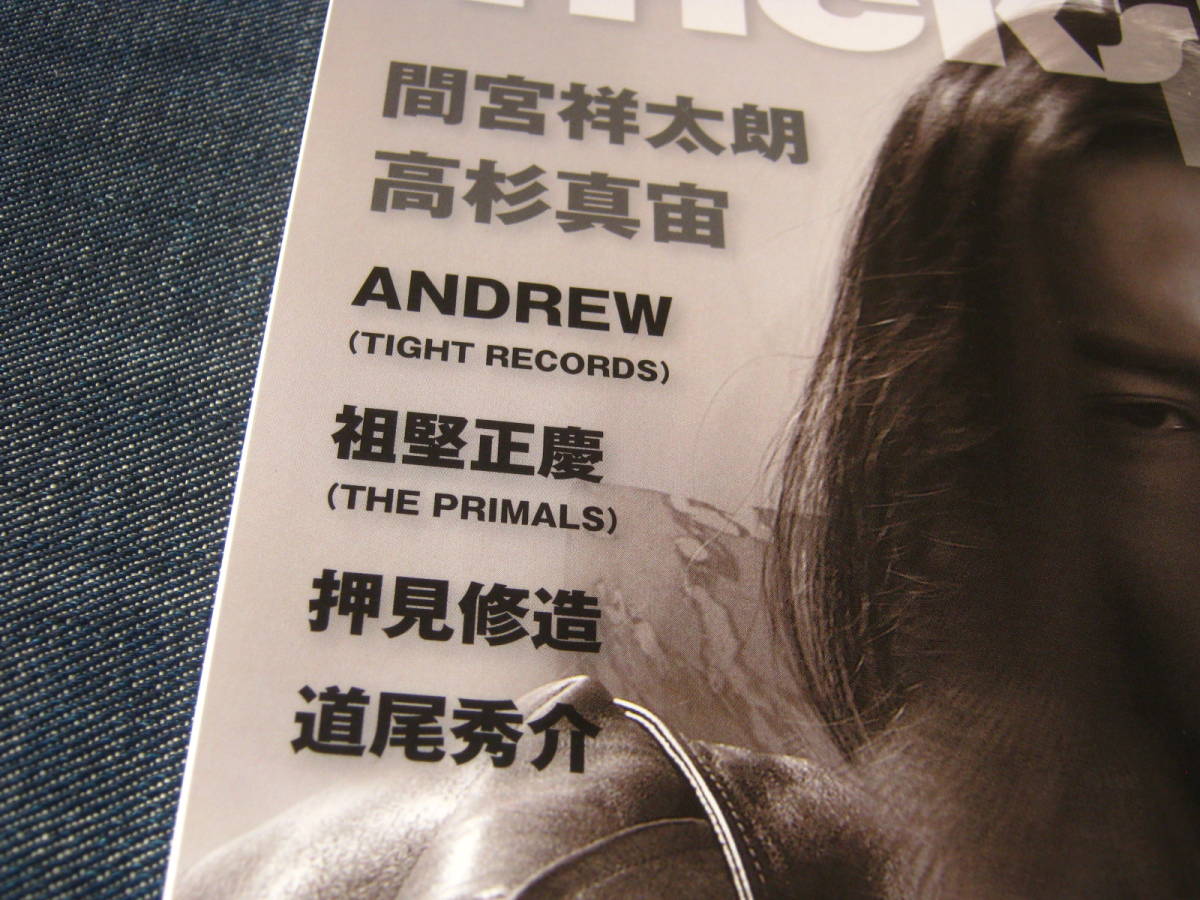 間宮祥太朗
高杉真宙
ANDREW
(TIGHT RECORDS)
祖堅正慶
(THE PRIMALS)
押見修造
道尾秀介